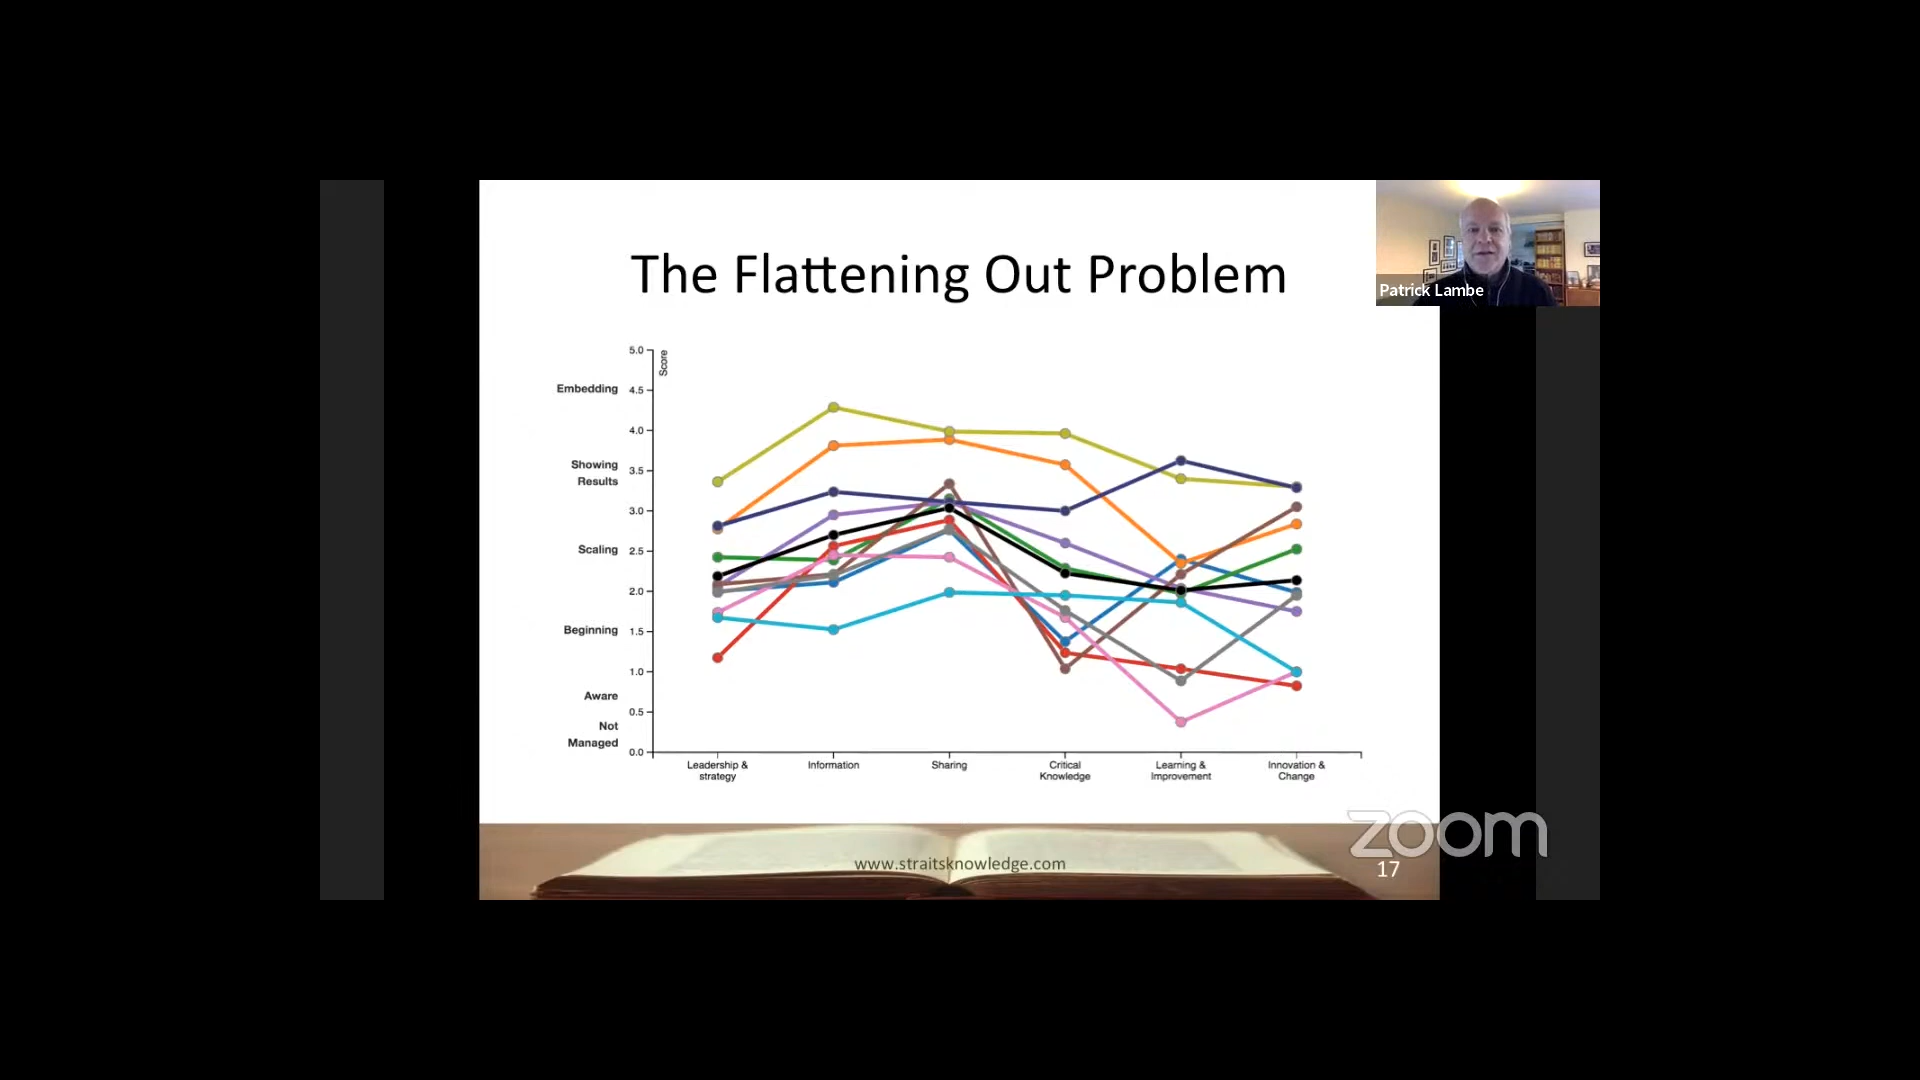 The Flattening Out Problem
Patrick Lambe
5.0
Score
Embedding
4.5
4.0
Showing
Results
3.5
3.0
Scaling
2.5
2.0
Beginning
1.5
1.0
Aware
0.5
Not
Managed
0.0
Leadership &
strategy
Information
Sharing
Critical
Knowledge
Learning &
Improvement
Innovation &
Change
zoom
www.straitsknowledge.com
17